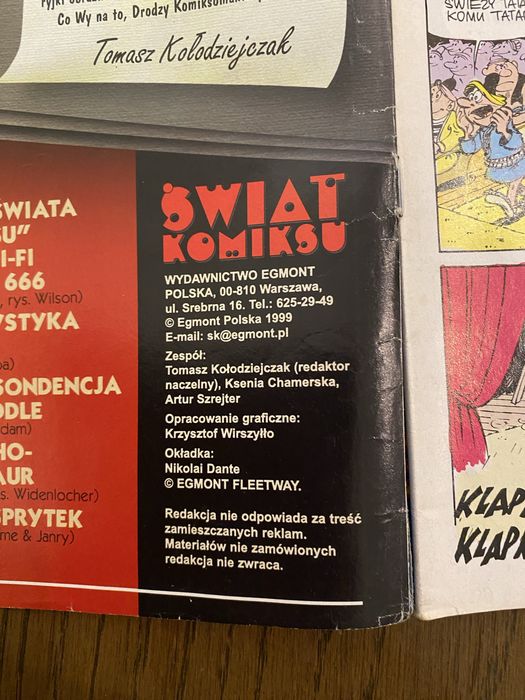 Co Wy na to, Drodzy
Tomasz Kołodziejczak
ŚWIATA
SU"
I-FI
666
, rys. Wilson)
YSTYKA
SONDENCJA
ODLE
dam)
HO-
AUR
s. Widenlocher)
SPRYTEK
me & Janry)
ŚWIAT
KOMIKSU
WYDAWNICTWO EGMONT
POLSKA, 00-810 Warszawa,
ul. Srebrna 16. Tel.: 625-29-49
© Egmont Polska 1999
E-mail: sk@egmont.pl
Zespół:
Tomasz Kołodziejczak (redaktor
naczelny), Ksenia Chamerska,
Artur Szrejter
Opracowanie graficzne:
Krzysztof Wirszyłło
Okładka:
Nikolai Dante
© EGMONT FLEETWAY.
Redakcja nie odpowiada za treść
zamieszczanych reklam.
Materiałów nie zamówionych
redakcja nie zwraca.
ŚWIEŻY
KOMU
KLAP
KLAPK